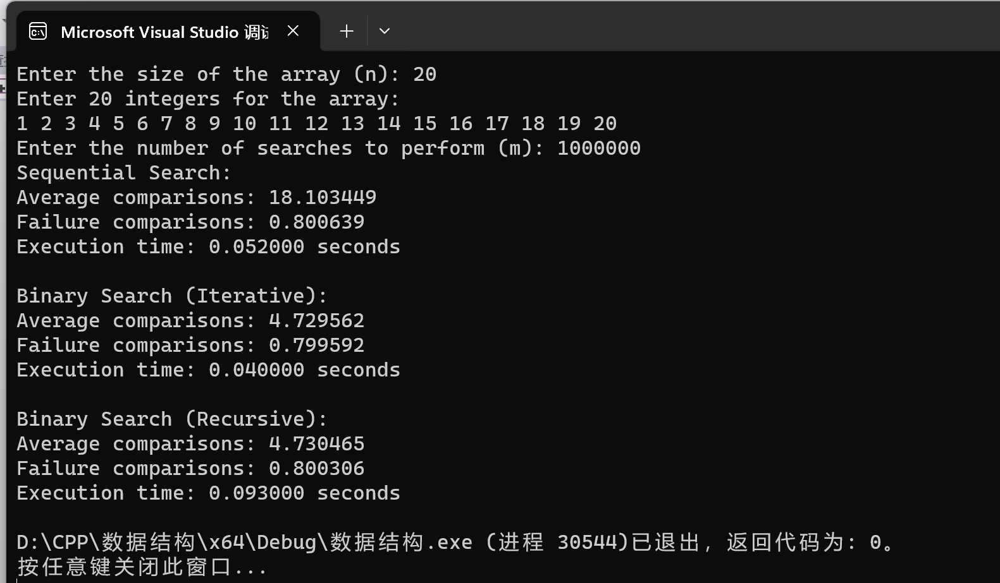 Microsoft Visual Studio 调试
Enter the size of the array (n): 20
Enter 20 integers for the array:
1 2 3 4 5 6 7 8 9 10 11 12 13 14 15 16 17 18 19 20
Enter the number of searches to perform (m): 1000000
Sequential Search:
Average comparisons: 18.103449
Failure comparisons: 0.800639
Execution time: 0.052000 seconds
Binary Search (Iterative):
Average comparisons: 4.729562
Failure comparisons: 0.799592
Execution time: 0.040000 seconds
Binary Search (Recursive):
Average comparisons: 4.730465
Failure comparisons: 0.800306
Execution time: 0.093000 seconds
D:\CPP\数据结构\x64\Debug\数据结构.exe (进程 30544)已退出，返回代码为: 0。
按任意键关闭此窗口...